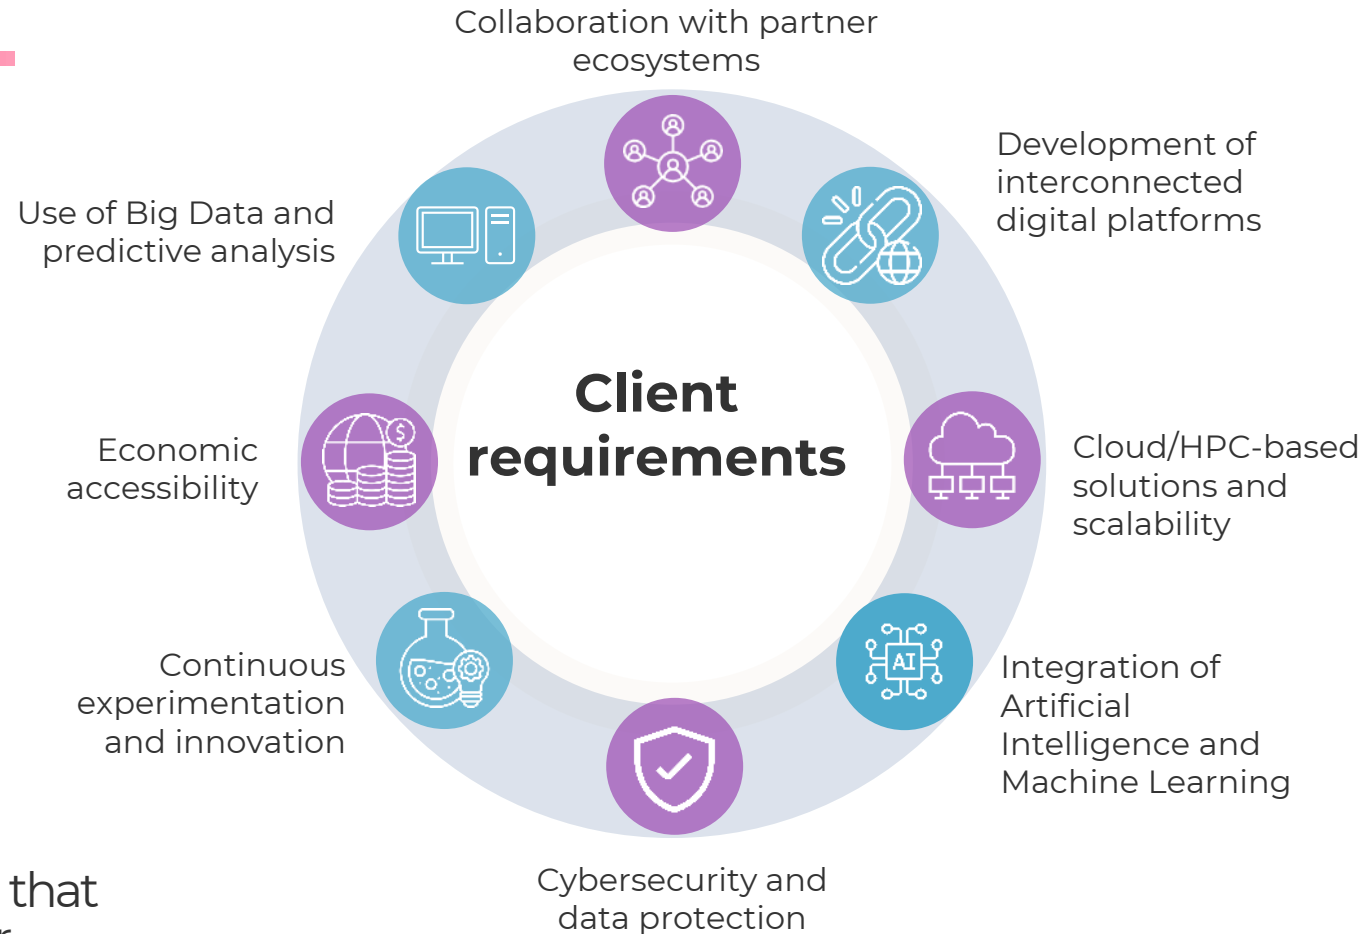 Collaboration with partner
ecosystems
Development of
interconnected
digital platforms
Use of Big Data and
predictive analysis
Client
requirements
Economic
accessibility
Cloud/HPC-based
solutions and
scalability
$
Continuous
experimentation
and innovation
AI
Integration of
Artificial
Intelligence and
Machine Learning
Cybersecurity and
data protection
that